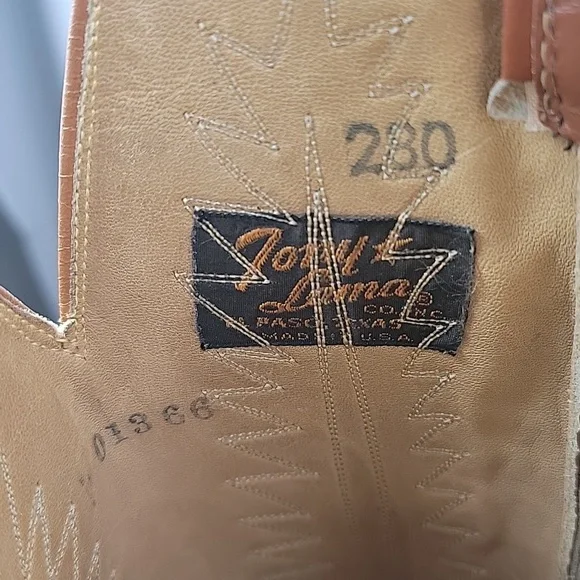 280
Tony Lama®
CO. INC.
EL PASO, TEXAS
MADE IN U.S.A.
01366